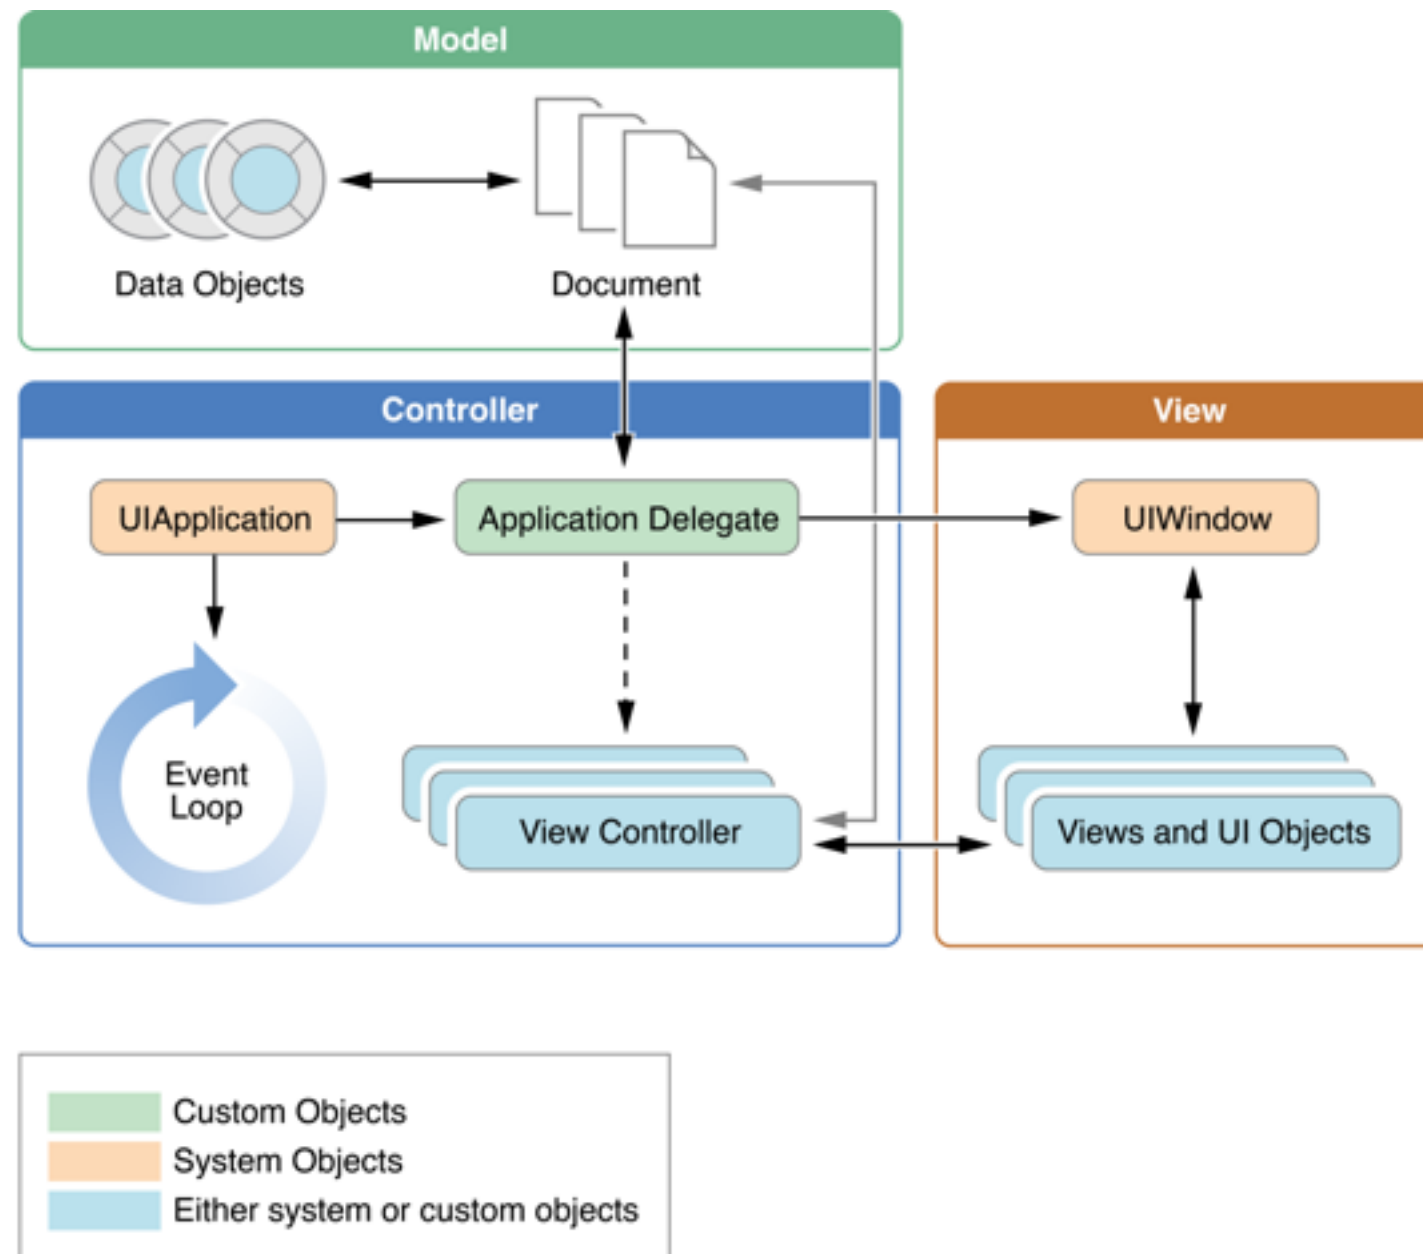 Model
Data Objects
Document
Controller
View
UIApplication
Application Delegate
UIWindow
Event
Loop
View Controller
Views and UI Objects
Custom Objects
System Objects
Either system or custom objects